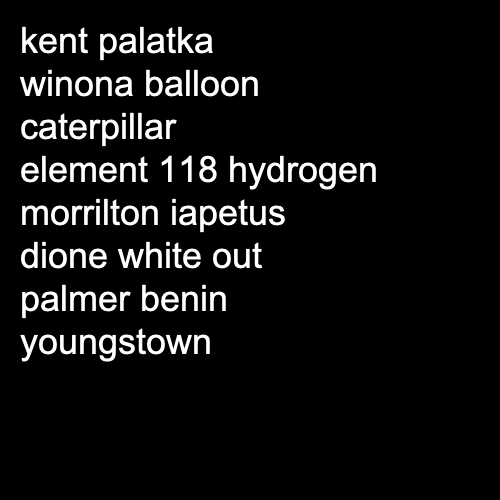 kent palatka
winona balloon
caterpillar
element 118 hydrogen
morrilton iapetus
dione white out
palmer benin
youngstown